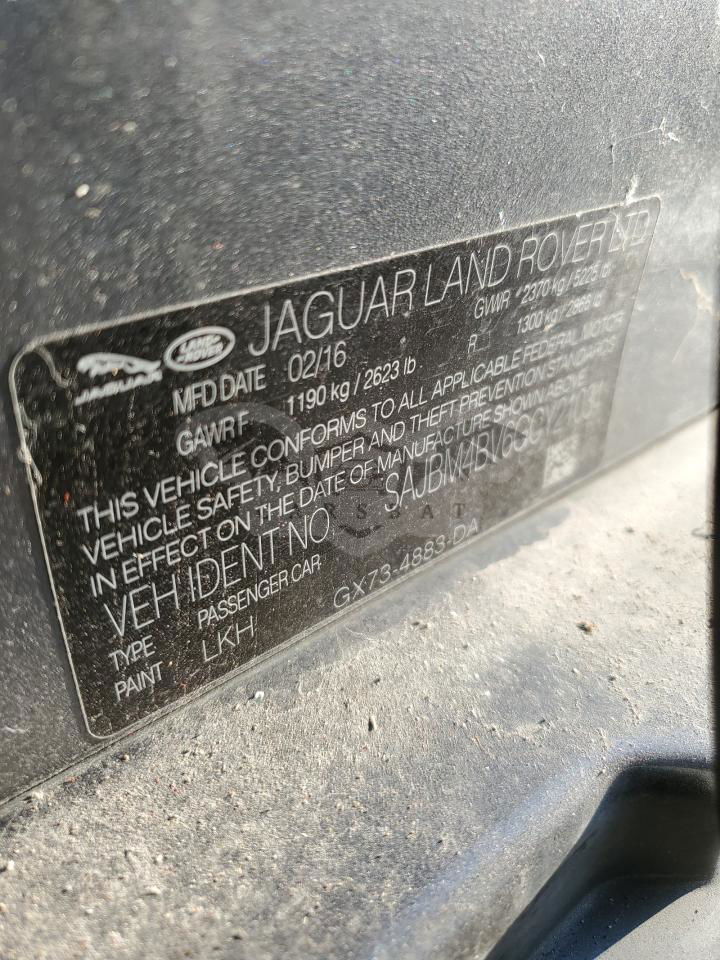 JAGUAR
LAND ROVER
JAGUAR LAND ROVER LTD
MFD DATE 02/16 GVWR 2370 kg / 5225 lb
GAWR F 1190 kg / 2623 lb R 1300 kg / 2866 lb
THIS VEHICLE CONFORMS TO ALL APPLICABLE FEDERAL MOTOR
VEHICLE SAFETY, BUMPER AND THEFT PREVENTION STANDARDS
IN EFFECT ON THE DATE OF MANUFACTURE SHOWN ABOVE
VEH IDENT NO
TYPE PASSENGER CAR
PAINT LKH GX73-4883-DA